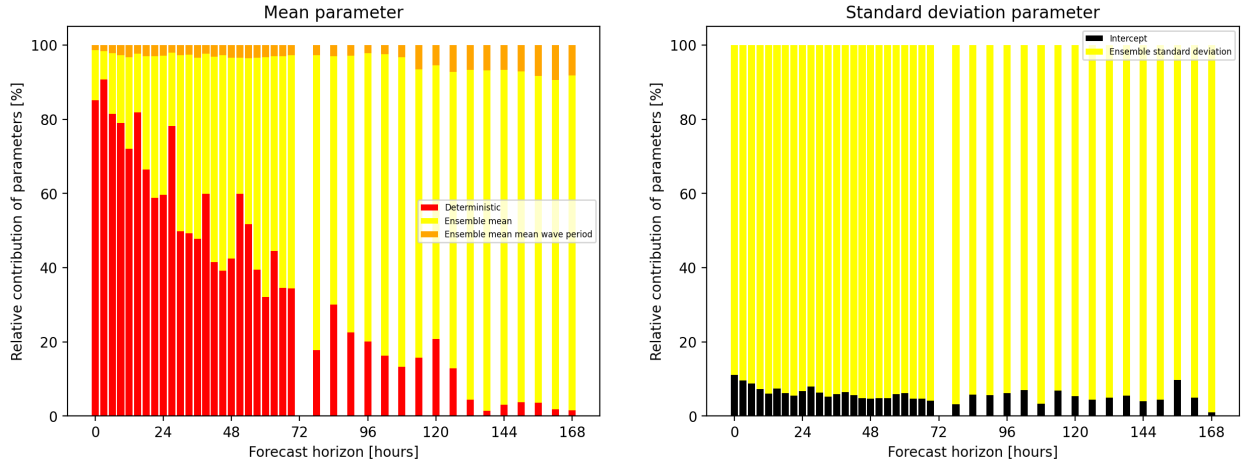 Mean parameter
Relative contribution of parameters [%]
100
80
60
40
20
0
Deterministic
Ensemble mean
Ensemble mean mean wave period
0 24 48 72 96 120 144 168
Forecast horizon [hours]
Standard deviation parameter
Relative contribution of parameters [%]
100
80
60
40
20
0
Intercept
Ensemble standard deviation
0 24 48 72 96 120 144 168
Forecast horizon [hours]